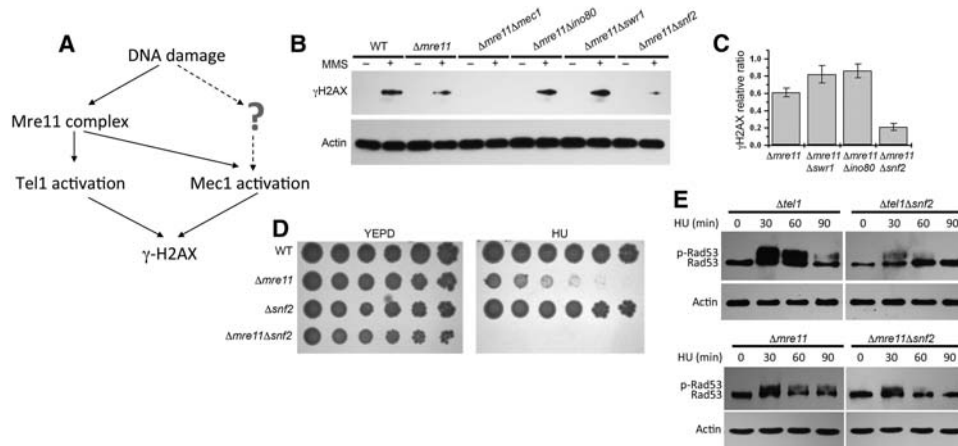 A
DNA damage
?
Mre11 complex
Tel1 activation Mec1 activation
γ-H2AX
B
WT Δmre11 Δmre11Δmec1 Δmre11Δino80 Δmre11Δswr1 Δmre11Δsnf2
– + – + – + – + – + – +
MMS
γH2AX
Actin
C
γH2AX relative ratio
1.0
0.8
0.6
0.4
0.2
0.0
Δmre11 Δmre11 Δmre11 Δmre11
Δswr1 Δino80 Δsnf2
D
YEPD HU
WT
Δmre11
Δsnf2
Δmre11Δsnf2
E
Δtel1 Δtel1Δsnf2
HU (min) 0 30 60 90 0 30 60 90
p-Rad53
Rad53
Actin
Δmre11 Δmre11Δsnf2
HU (min) 0 30 60 90 0 30 60 90
p-Rad53
Rad53
Actin